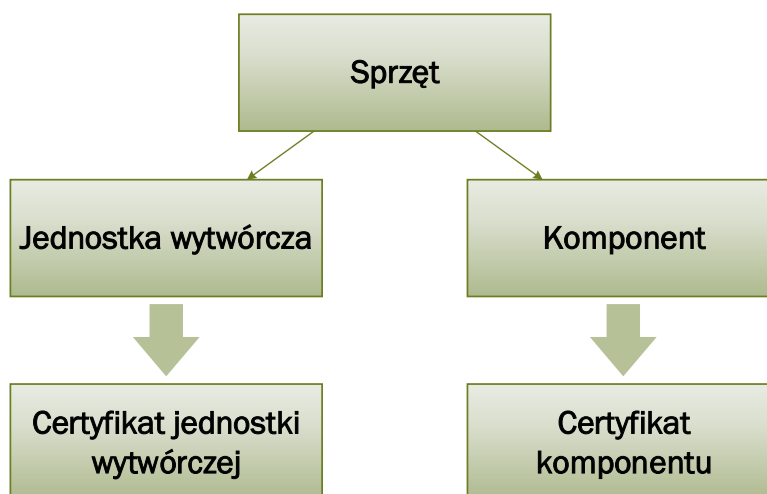 Sprzęt
Jednostka wytwórcza
Komponent
Certyfikat jednostki
wytwórczej
Certyfikat
komponentu